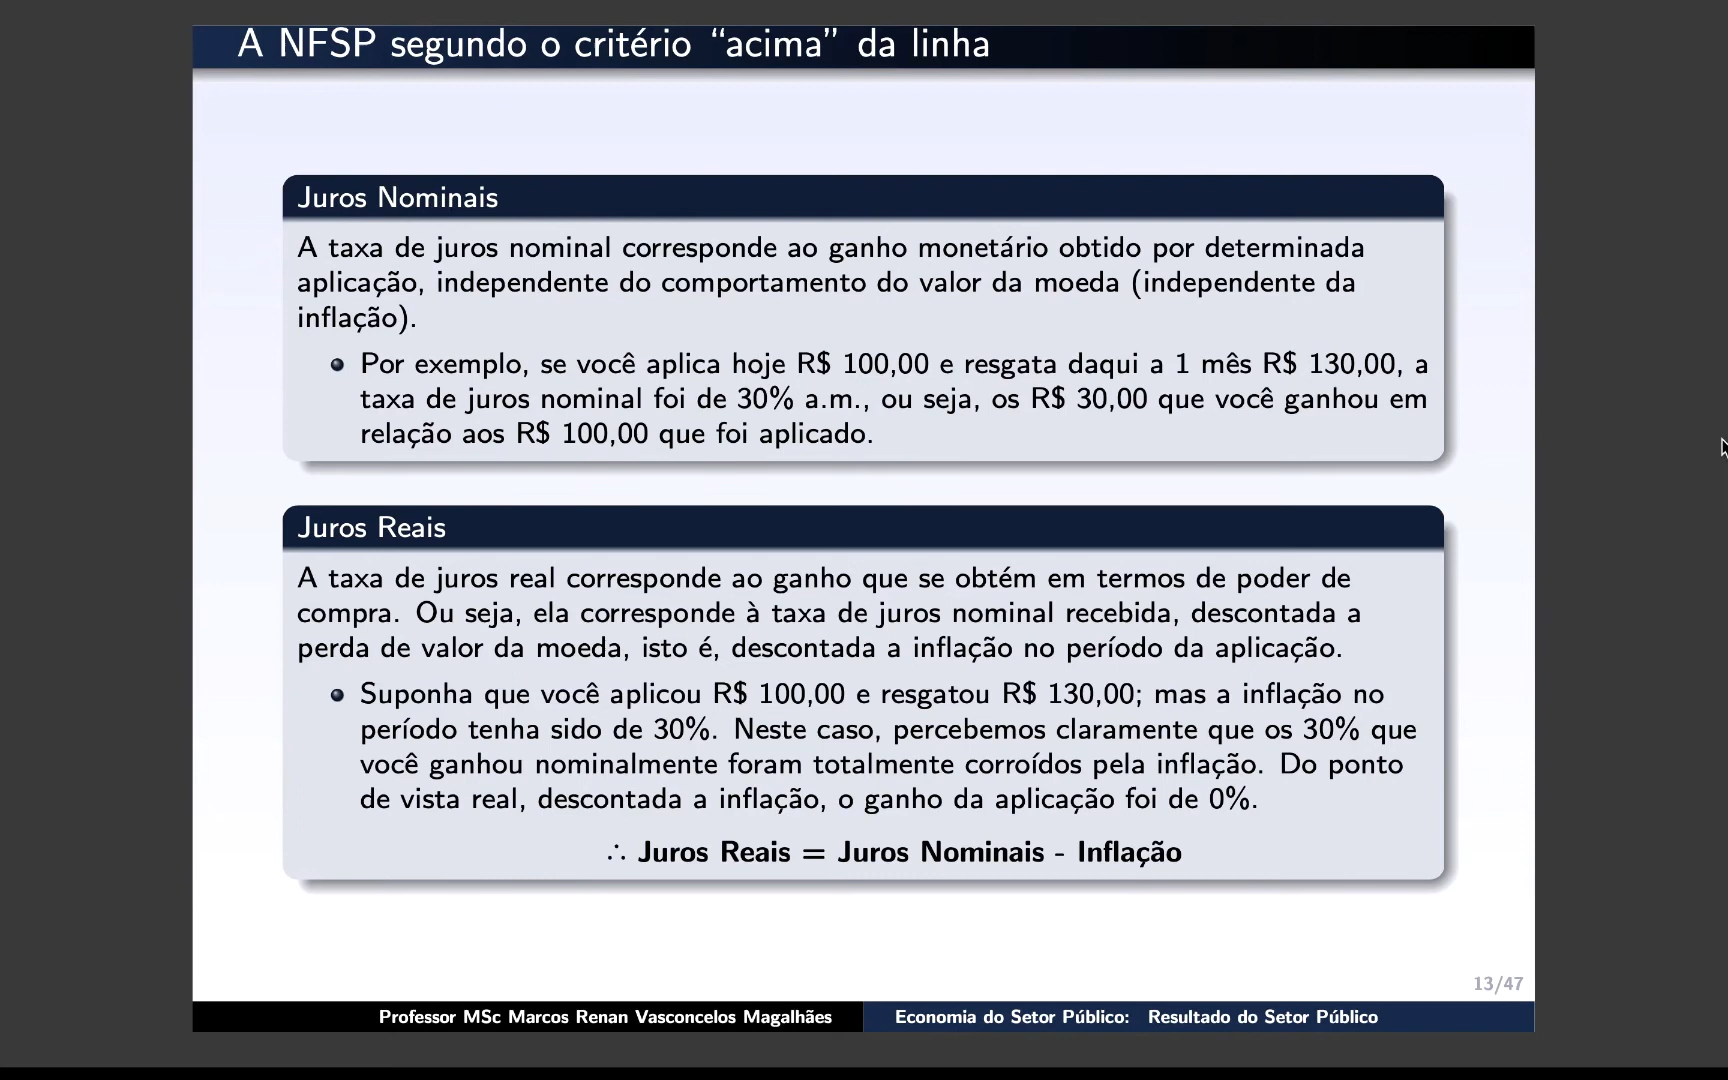 A NFSP segundo o critério “acima” da linha
Juros Nominais
A taxa de juros nominal corresponde ao ganho monetário obtido por determinada
aplicação, independente do comportamento do valor da moeda (independente da
inflação).
Por exemplo, se você aplica hoje R$ 100,00 e resgata daqui a 1 mês R$ 130,00, a
taxa de juros nominal foi de 30% a.m., ou seja, os R$ 30,00 que você ganhou em
relação aos R$ 100,00 que foi aplicado.
Juros Reais
A taxa de juros real corresponde ao ganho que se obtém em termos de poder de
compra. Ou seja, ela corresponde à taxa de juros nominal recebida, descontada a
perda de valor da moeda, isto é, descontada a inflação no período da aplicação.
Suponha que você aplicou R$ 100,00 e resgatou R$ 130,00; mas a inflação no
período tenha sido de 30%. Neste caso, percebemos claramente que os 30% que
você ganhou nominalmente foram totalmente corroídos pela inflação. Do ponto
de vista real, descontada a inflação, o ganho da aplicação foi de 0%.
∴ Juros Reais = Juros Nominais - Inflação
13/47
Professor MSc Marcos Renan Vasconcelos Magalhães
Economia do Setor Público: Resultado do Setor Público